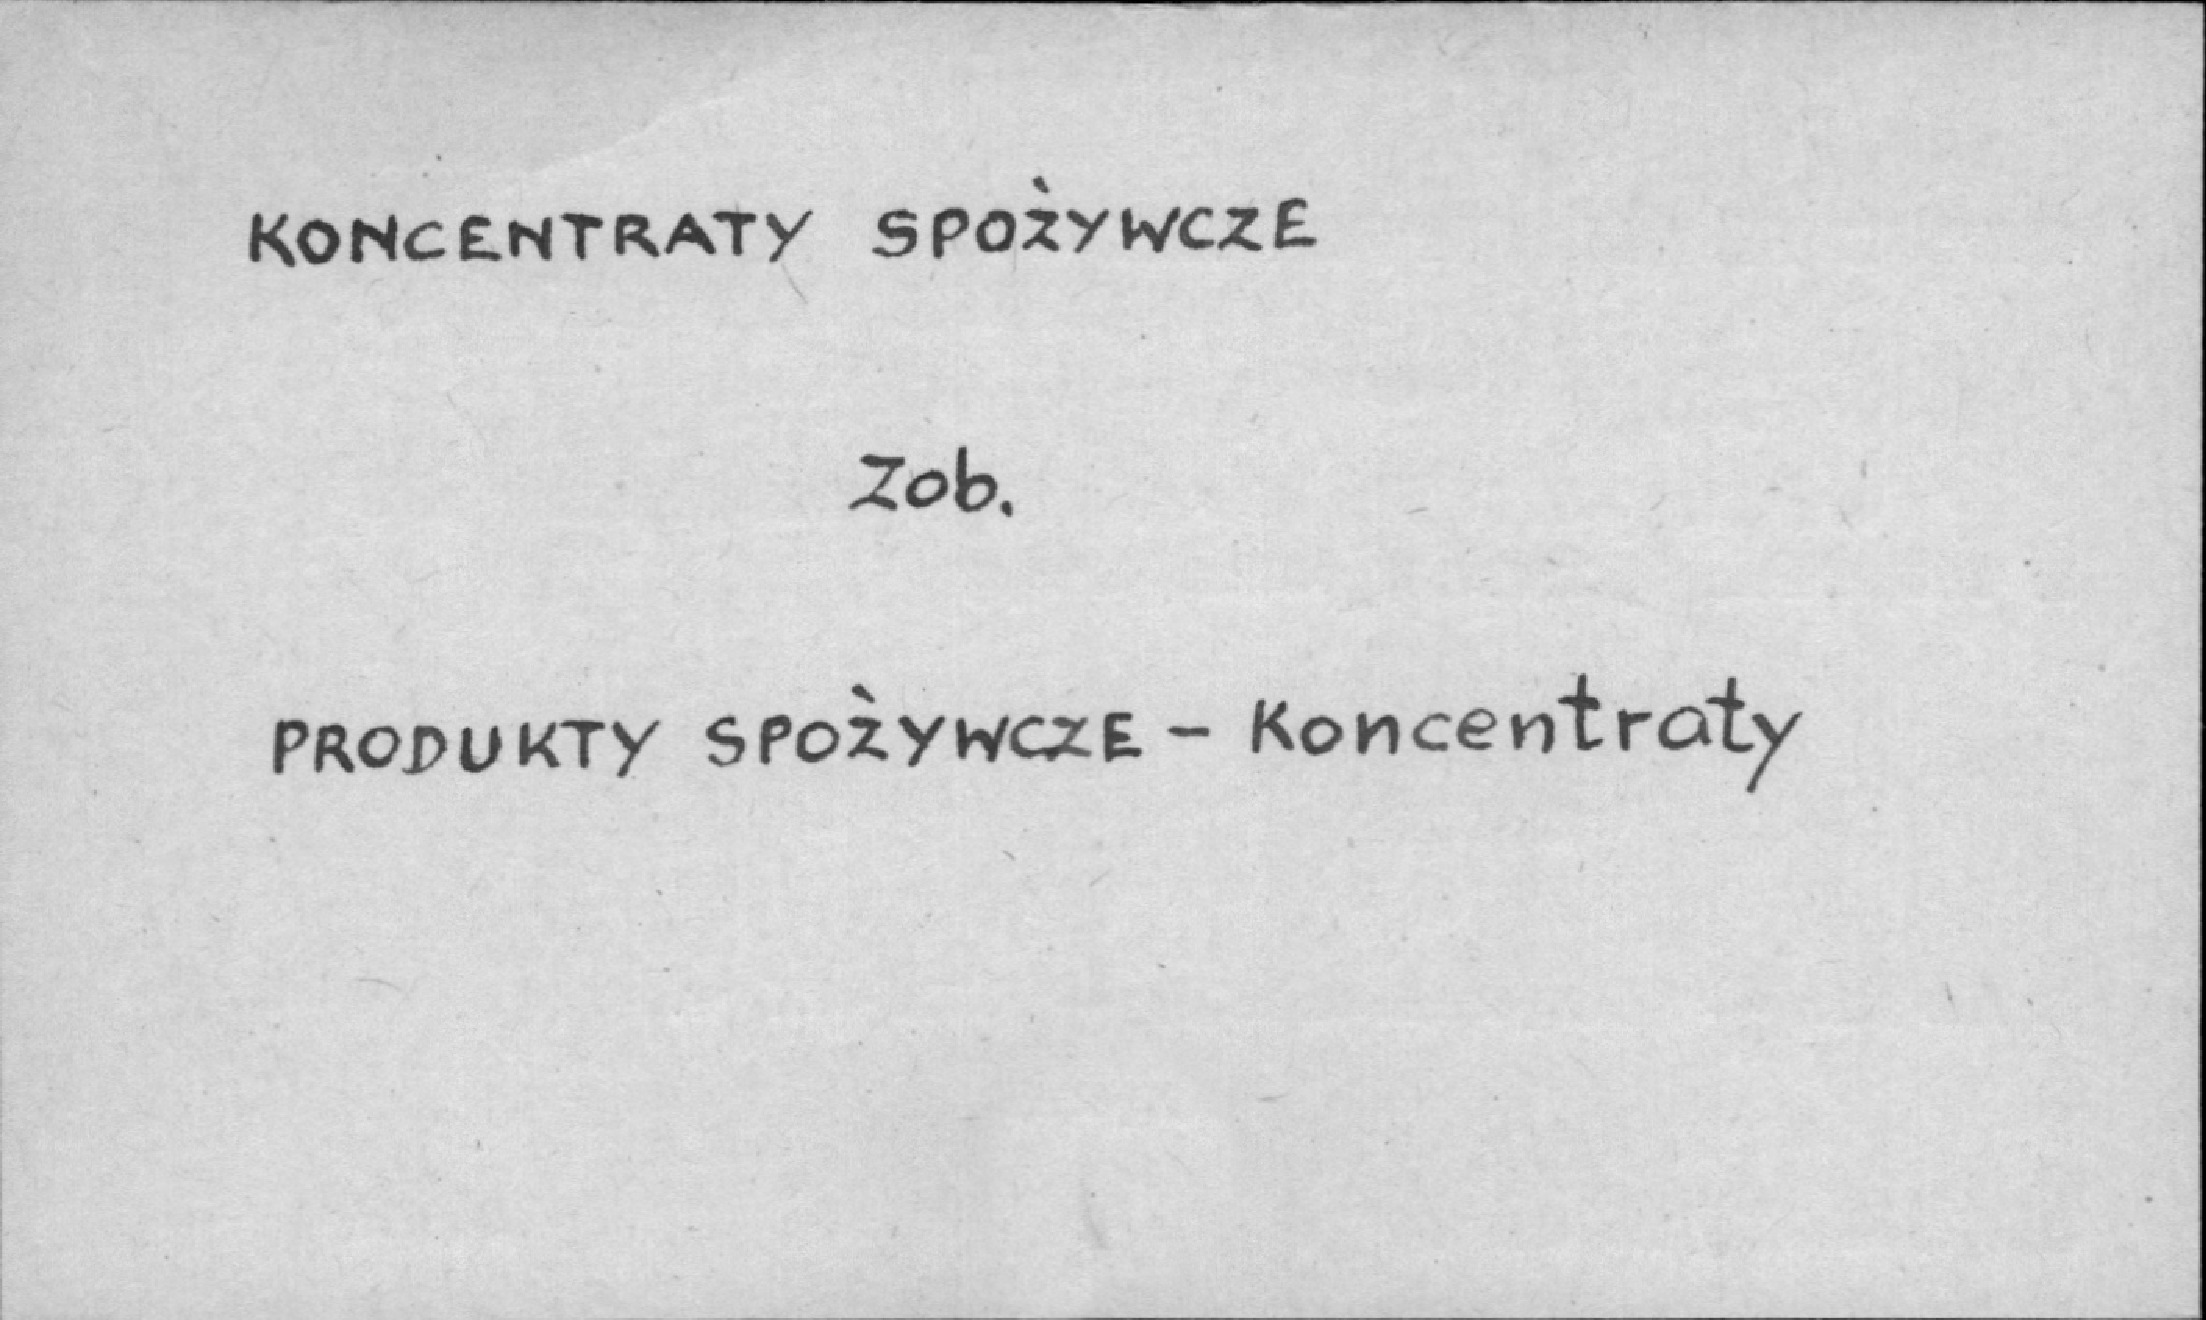 KONCENTRATY SPOŻYWCZE
Zob.
PRODUKTY SPOŻYWCZE - Koncentraty